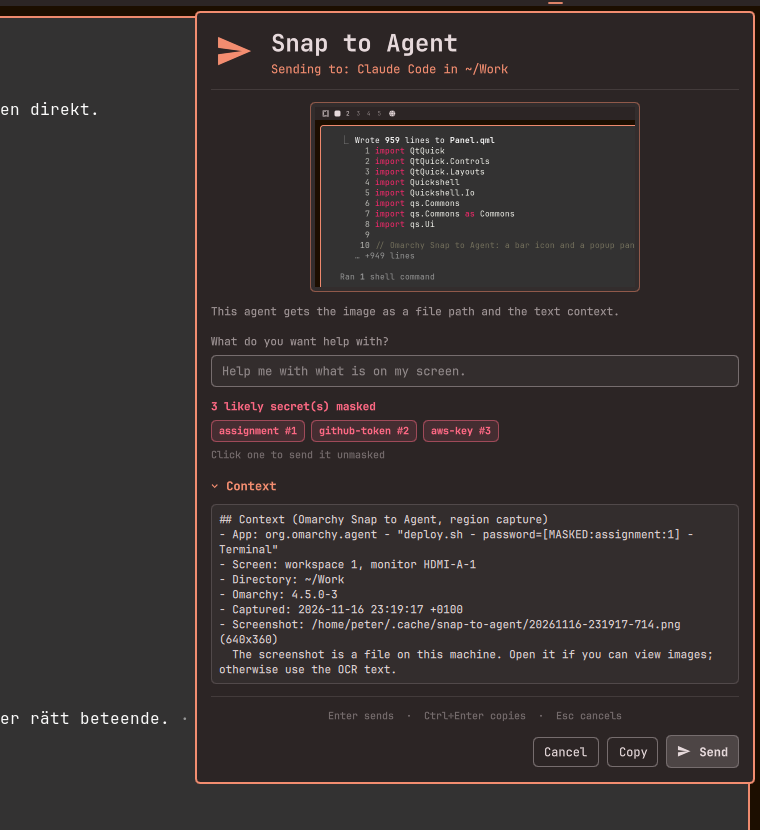 en direkt.
er rätt beteende. ·
Snap to Agent
Sending to: Claude Code in ~/Work
2 3 4 5
Wrote 959 lines to Panel.qml
1 import QtQuick
2 import QtQuick.Controls
3 import QtQuick.Layouts
4 import Quickshell
5 import Quickshell.Io
6 import qs.Commons
7 import qs.Commons as Commons
8 import qs.Ui
9
10 // Omarchy Snap to Agent: a bar icon and a popup pan
… +949 lines
Ran 1 shell command
This agent gets the image as a file path and the text context.
What do you want help with?
Help me with what is on my screen.
3 likely secret(s) masked
assignment #1 github-token #2 aws-key #3
Click one to send it unmasked
Context
## Context (Omarchy Snap to Agent, region capture)
- App: org.omarchy.agent - "deploy.sh - password=[MASKED:assignment:1] -
Terminal"
- Screen: workspace 1, monitor HDMI-A-1
- Directory: ~/Work
- Omarchy: 4.5.0-3
- Captured: 2026-11-16 23:19:17 +0100
- Screenshot: /home/peter/.cache/snap-to-agent/20261116-231917-714.png
(640x360)
The screenshot is a file on this machine. Open it if you can view images;
otherwise use the OCR text.
Enter sends · Ctrl+Enter copies · Esc cancels
Cancel Copy Send